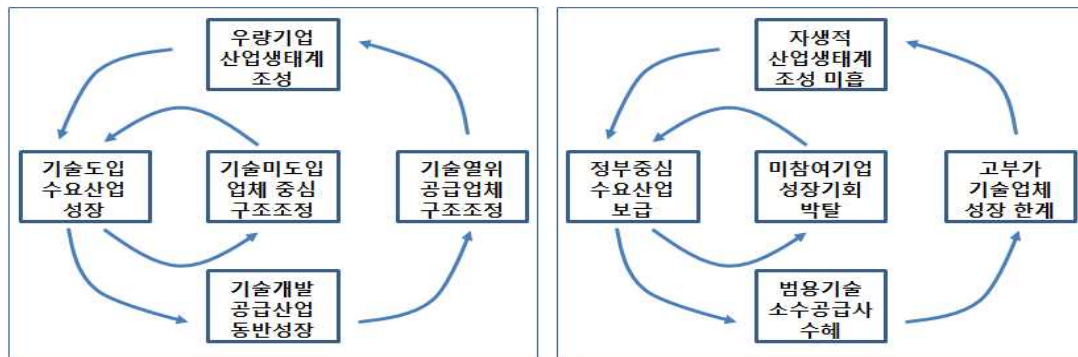 우량기업
산업생태계
조성
기술도입
수요산업
성장
기술미도입
업체 중심
구조조정
기술열위
공급업체
구조조정
기술개발
공급산업
동반성장
자생적
산업생태계
조성 미흡
정부중심
수요산업
보급
미참여기업
성장기회
박탈
고부가
기술업체
성장 한계
범용기술
소수공급사
수혜